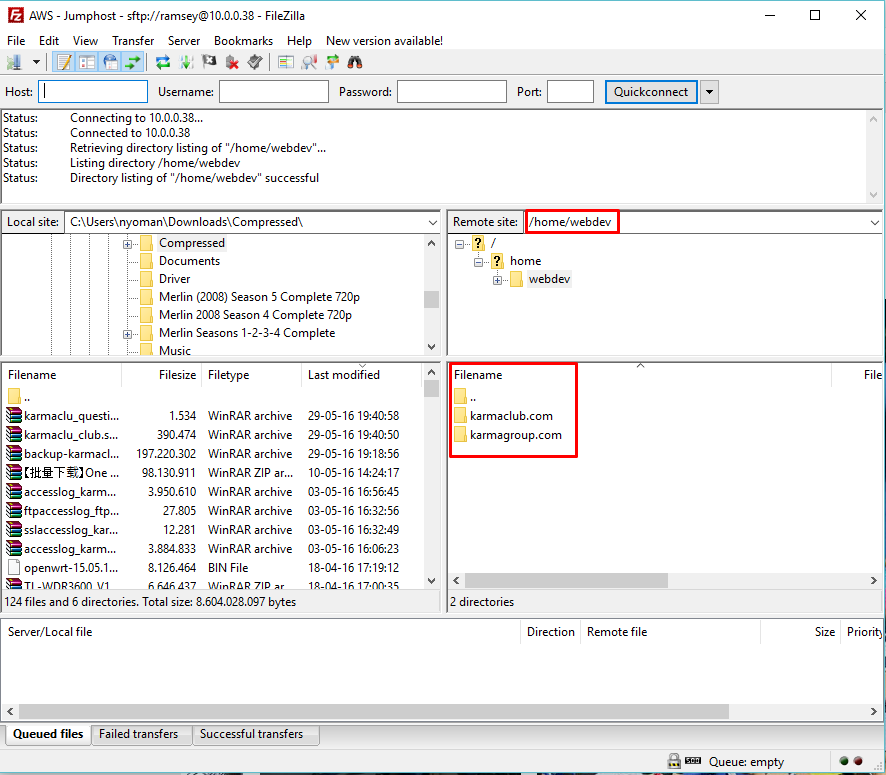 AWS - Jumphost - sftp://ramsey@10.0.0.38 - FileZilla
File Edit View Transfer Server Bookmarks Help New version available!
Host: Username: Password: Port: Quickconnect
Status: Connecting to 10.0.0.38...
Status: Connected to 10.0.0.38
Status: Retrieving directory listing of "/home/webdev"...
Status: Listing directory /home/webdev
Status: Directory listing of "/home/webdev" successful
Local site: C:\Users\nyoman\Downloads\Compressed\
Compressed
Documents
Driver
Merlin (2008) Season 5 Complete 720p
Merlin 2008 Season 4 Complete 720p
Merlin Seasons 1-2-3-4 Complete
Music
Remote site: /home/webdev
/
home
webdev
Filename Filesize Filetype Last modified
..
karmaclu_questi... 1.534 WinRAR archive 29-05-16 19:40:58
karmaclu_club.s... 390.474 WinRAR archive 29-05-16 19:40:50
backup-karmacl... 197.220.302 WinRAR archive 29-05-16 19:18:56
【批量下载】One ... 98.130.911 WinRAR ZIP ar... 10-05-16 14:24:17
accesslog_karm... 3.950.610 WinRAR archive 03-05-16 16:56:45
ftpaccesslog_ftp... 27.805 WinRAR archive 03-05-16 16:32:56
sslaccesslog_kar... 12.281 WinRAR archive 03-05-16 16:32:49
accesslog_karm... 3.884.833 WinRAR archive 03-05-16 16:06:23
openwrt-15.05.1... 8.126.464 BIN File 18-04-16 17:19:12
TL-WDR3600_V1... 6.646.437 WinRAR ZIP ar... 18-04-16 17:00:35
124 files and 6 directories. Total size: 8.604.028.097 bytes
Filename File
..
karmaclub.com
karmagroup.com
2 directories
Server/Local file Direction Remote file Size Priority
Queued files Failed transfers Successful transfers
Queue: empty